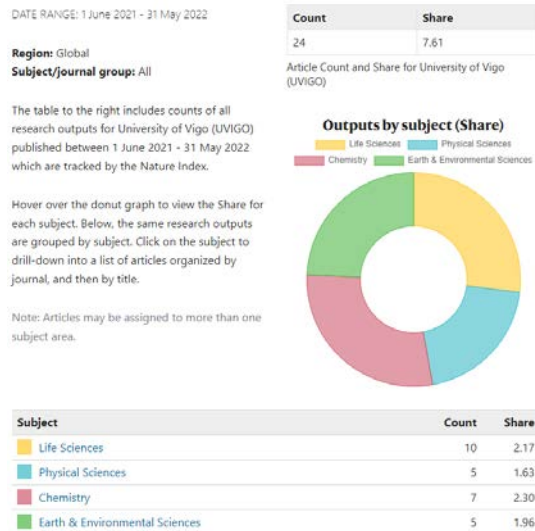 DATE RANGE: 1 June 2021 - 31 May 2022
Region: Global
Subject/journal group: All
The table to the right includes counts of all
research outputs for University of Vigo (UVIGO)
published between 1 June 2021 - 31 May 2022
which are tracked by the Nature Index.
Hover over the donut graph to view the Share for
each subject. Below, the same research outputs
are grouped by subject. Click on the subject to
drill-down into a list of articles organized by
journal, and then by title.
Note: Articles may be assigned to more than one
subject area.
Count Share
24 7.61
Article Count and Share for University of Vigo
(UVIGO)
Outputs by subject (Share)
Life Sciences Physical Sciences
Chemistry Earth & Environmental Sciences
Subject Count Share
Life Sciences 10 2.17
Physical Sciences 5 1.63
Chemistry 7 2.30
Earth & Environmental Sciences 5 1.96